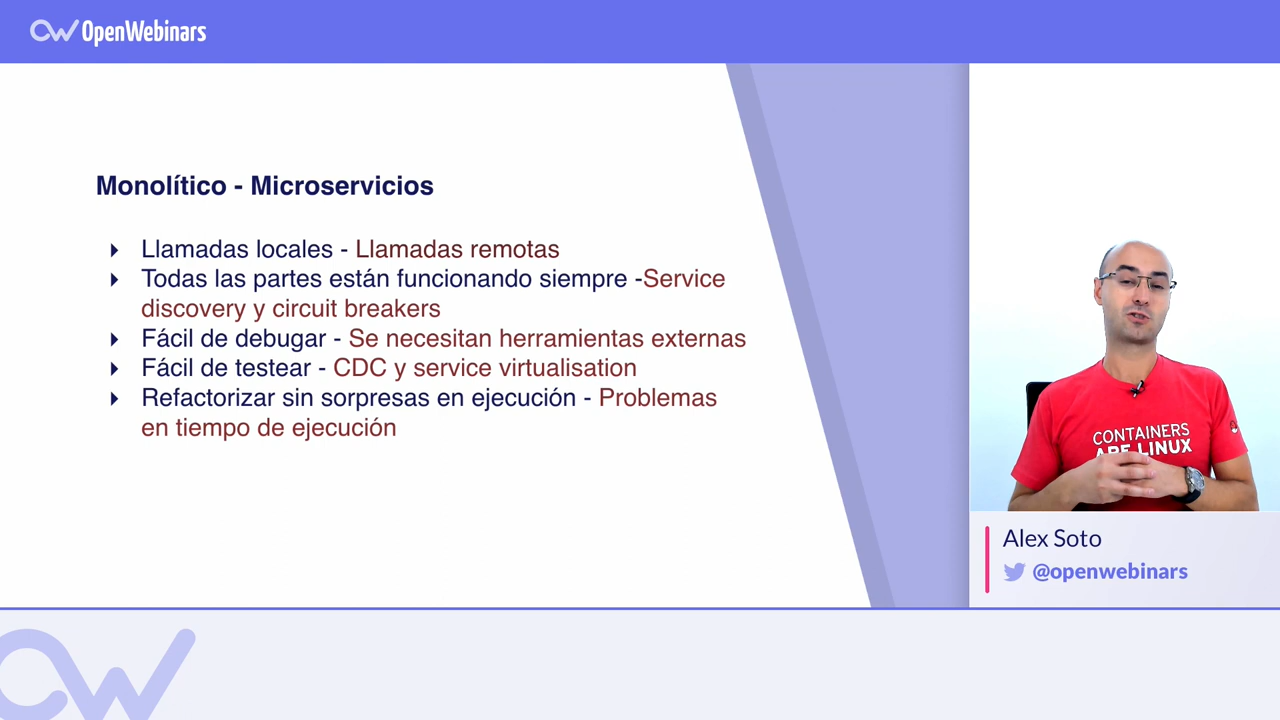 OpenWebinars
Monolítico - Microservicios
Llamadas locales - Llamadas remotas
Todas las partes están funcionando siempre -Service
discovery y circuit breakers
Fácil de debugar - Se necesitan herramientas externas
Fácil de testear - CDC y service virtualisation
Refactorizar sin sorpresas en ejecución - Problemas
en tiempo de ejecución
CONTAINERS
ARE LINUX
Alex Soto
@openwebinars